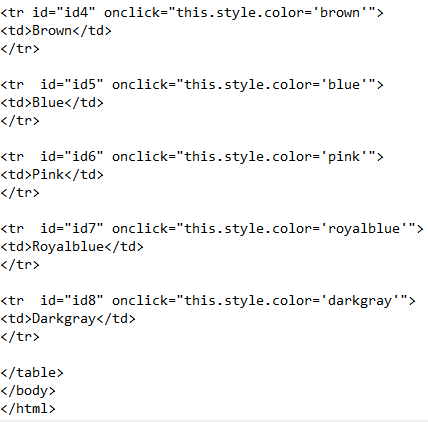 <tr id="id4" onclick="this.style.color='brown'">
<td>Brown</td>
</tr>
<tr  id="id5" onclick="this.style.color='blue'">
<td>Blue</td>
</tr>
<tr  id="id6" onclick="this.style.color='pink'">
<td>Pink</td>
</tr>
<tr  id="id7" onclick="this.style.color='royalblue'">
<td>Royalblue</td>
</tr>
<tr  id="id8" onclick="this.style.color='darkgray'">
<td>Darkgray</td>
</tr>
</table>
</body>
</html>